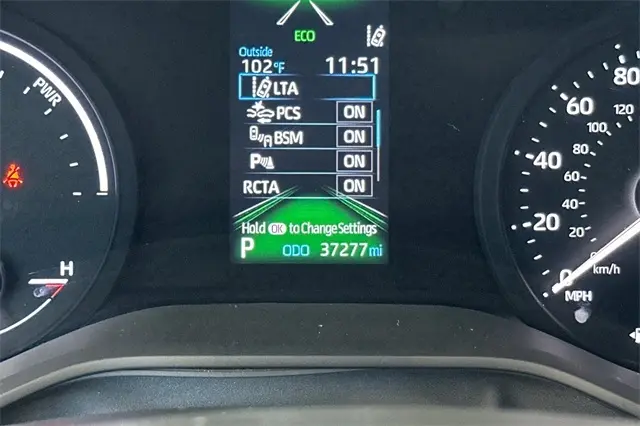 ECO
Outside
102°F 11:51
LTA
PCS ON
BSM ON
P ON
RCTA ON
Hold OK to Change Settings
P ODO 37277 mi
PWR
H
80
60
40
20
0
120
100
80
60
40
20
0
km/h
MPH